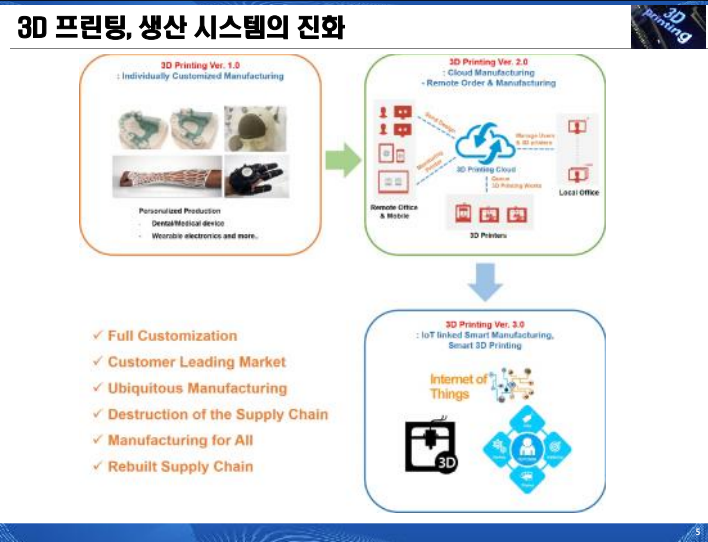 3D 프린팅, 생산 시스템의 진화
3D printing
3D Printing Ver. 1.0
: Individually Customized Manufacturing
Personalized Production
- Dental/Medical device
- Wearable electronics and more..
3D Printing Ver. 2.0
: Cloud Manufacturing
- Remote Order & Manufacturing
Send Design
Monitoring
Manage Users
& 3D printers
3D Printing Cloud
Queue
3D Printing Works
Remote Office
& Mobile
Local Office
3D Printers
3D Printing Ver. 3.0
: IoT linked Smart Manufacturing,
Smart 3D Printing
Internet of
Things
3D
✓ Full Customization
✓ Customer Leading Market
✓ Ubiquitous Manufacturing
✓ Destruction of the Supply Chain
✓ Manufacturing for All
✓ Rebuilt Supply Chain
5